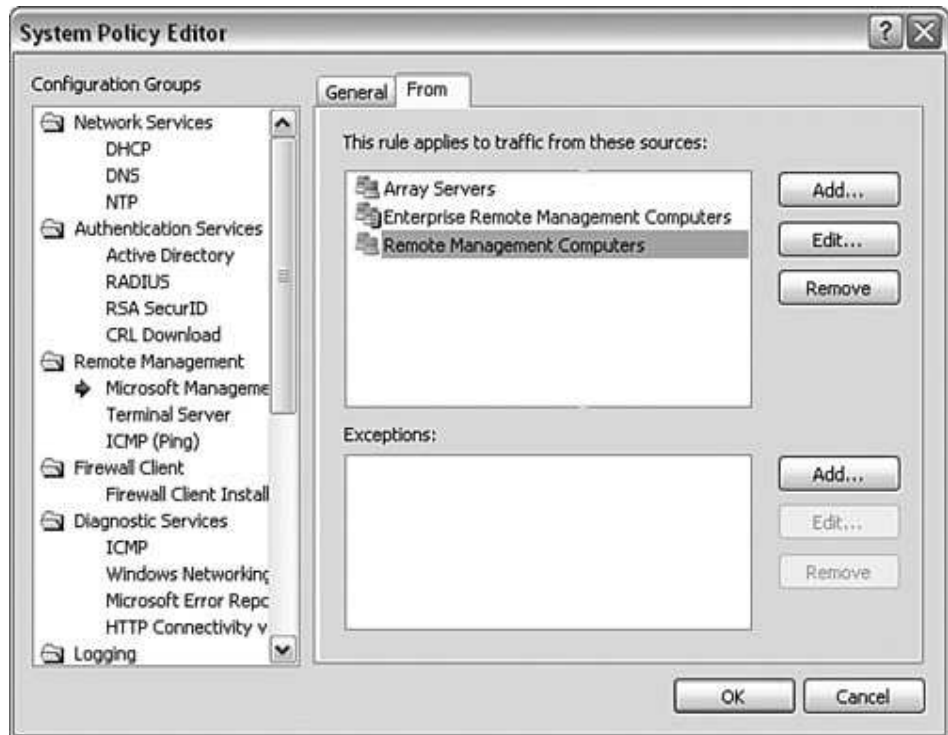 System Policy Editor
Configuration Groups
Network Services
DHCP
DNS
NTP
Authentication Services
Active Directory
RADIUS
RSA SecurID
CRL Download
Remote Management
Microsoft Manageme
Terminal Server
ICMP (Ping)
Firewall Client
Firewall Client Install
Diagnostic Services
ICMP
Windows Networking
Microsoft Error Repo
HTTP Connectivity v
Logging
General
From
This rule applies to traffic from these sources:
Array Servers
Enterprise Remote Management Computers
Remote Management Computers
Add...
Edit...
Remove
Exceptions:
Add...
Edit...
Remove
OK
Cancel